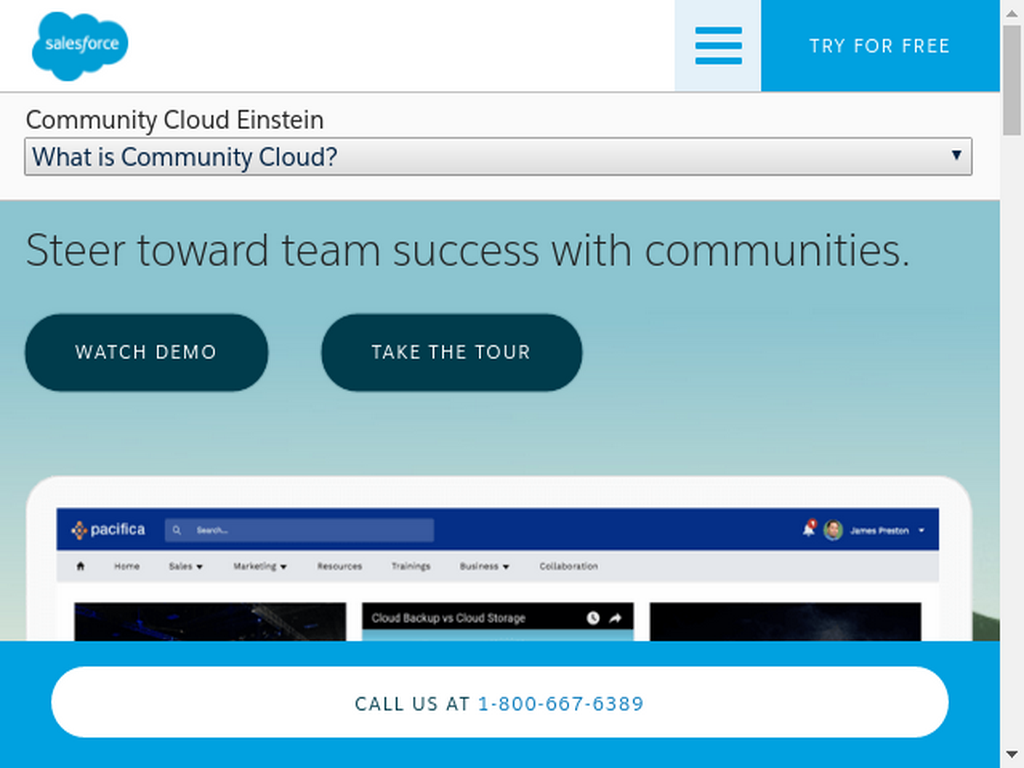 salesforce
TRY FOR FREE
Community Cloud Einstein
What is Community Cloud?
Steer toward team success with communities.
WATCH DEMO
TAKE THE TOUR
pacifica
Search...
James Preston
Home
Sales
Marketing
Resources
Trainings
Business
Collaboration
Cloud Backup vs Cloud Storage
CALL US AT 1-800-667-6389